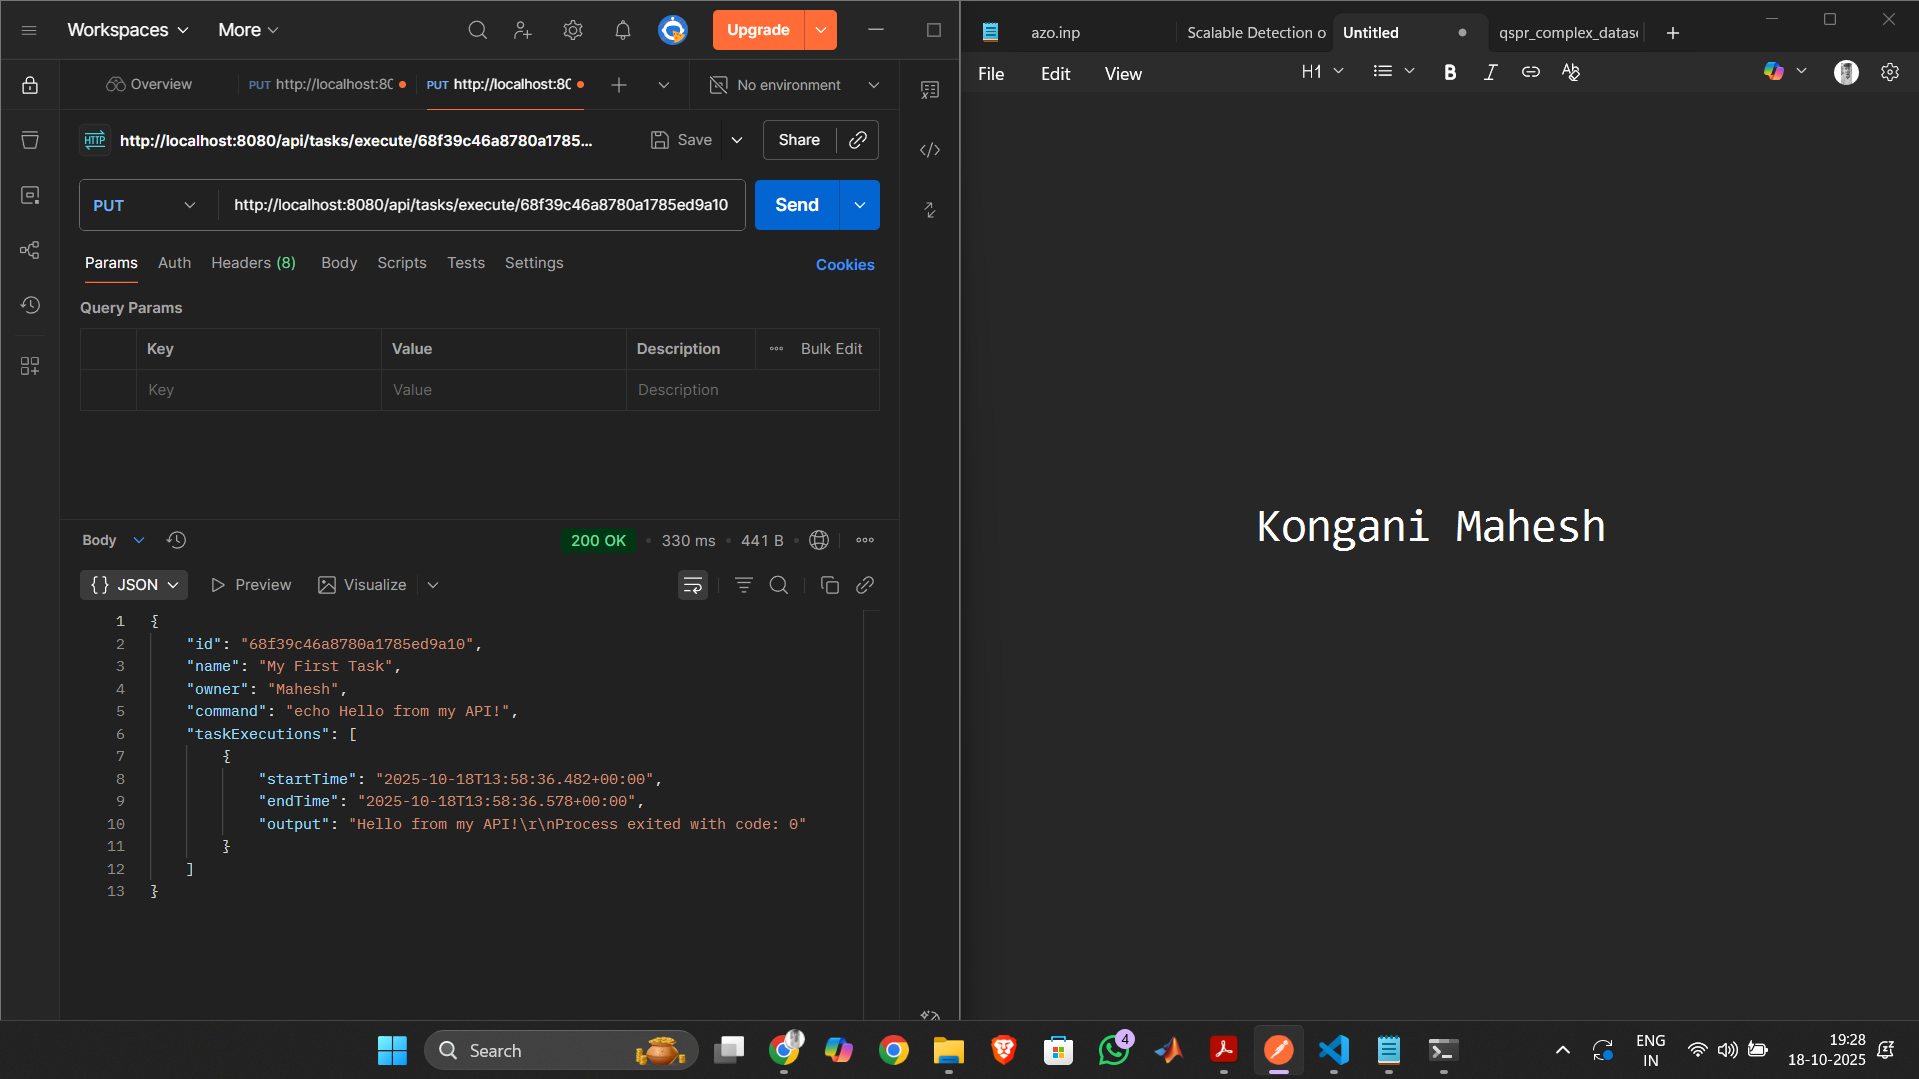 Workspaces
More
Upgrade
Overview
PUT http://localhost:80
PUT http://localhost:80
No environment
HTTP
http://localhost:8080/api/tasks/execute/68f39c46a8780a1785...
Save
Share
PUT
http://localhost:8080/api/tasks/execute/68f39c46a8780a1785ed9a10
Send
Params Auth Headers (8) Body Scripts Tests Settings
Cookies
Query Params
Key Value Description Bulk Edit
Key Value Description
Body
200 OK • 330 ms • 441 B •
{} JSON Preview Visualize
1 {
2 "id": "68f39c46a8780a1785ed9a10",
3 "name": "My First Task",
4 "owner": "Mahesh",
5 "command": "echo Hello from my API!",
6 "taskExecutions": [
7 {
8 "startTime": "2025-10-18T13:58:36.482+00:00",
9 "endTime": "2025-10-18T13:58:36.578+00:00",
10 "output": "Hello from my API!\r\nProcess exited with code: 0"
11 }
12 ]
13 }
azo.inp
Scalable Detection o
Untitled
qspr_complex_datas
File Edit View
H1
B I
Kongani Mahesh
Search
4
ENG
IN
19:28
18-10-2025